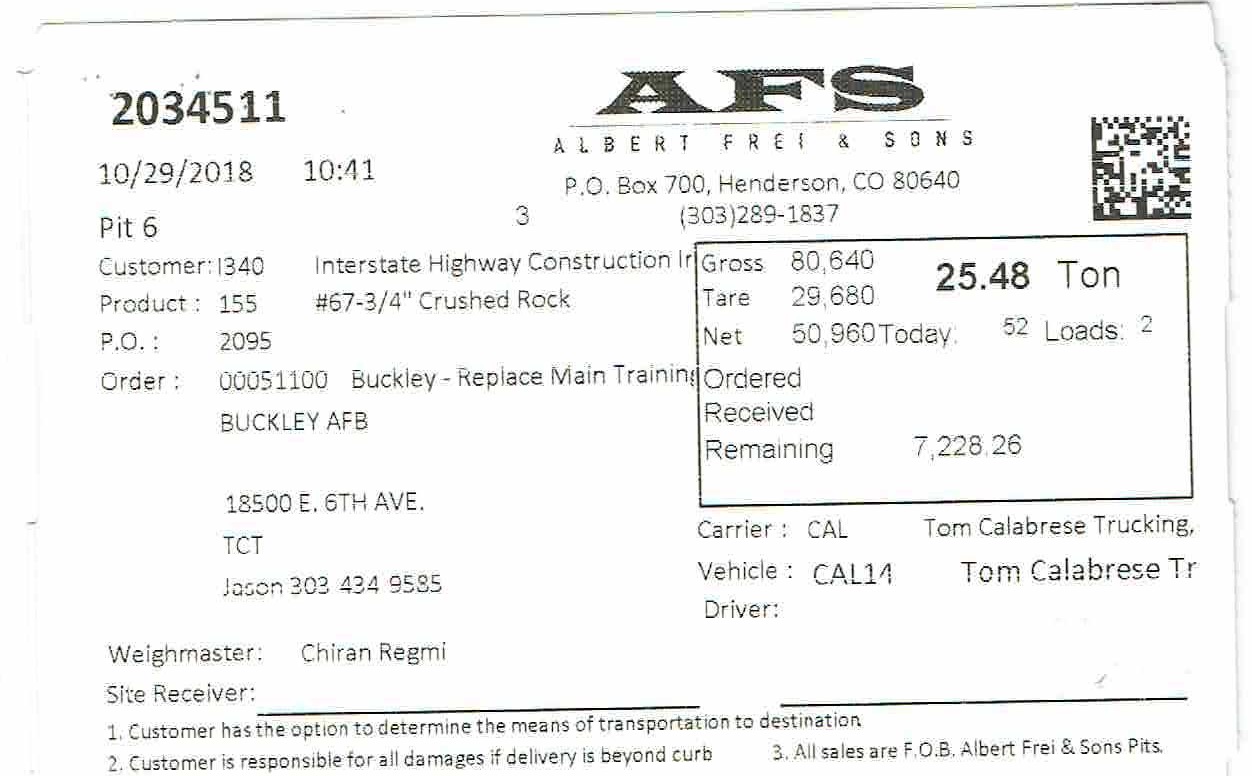 2034511
AFS
ALBERT FREI & SONS
10/29/2018 10:41
P.O. Box 700, Henderson, CO 80640
Pit 6 3 (303)289-1837
Customer: I340 Interstate Highway Construction Ir
Product : 155 #67-3/4" Crushed Rock
P.O. : 2095
Order : 00051100 Buckley - Replace Main Training
BUCKLEY AFB
18500 E. 6TH AVE.
TCT
Jason 303 434 9585
Gross 80,640 25.48 Ton
Tare 29,680
Net 50,960 Today: 52 Loads: 2
Ordered
Received
Remaining 7,228.26
Carrier : CAL Tom Calabrese Trucking,
Vehicle : CAL14 Tom Calabrese Tr
Driver:
Weighmaster: Chiran Regmi
Site Receiver:
1. Customer has the option to determine the means of transportation to destination
2. Customer is responsible for all damages if delivery is beyond curb 3. All sales are F.O.B. Albert Frei & Sons Pits.